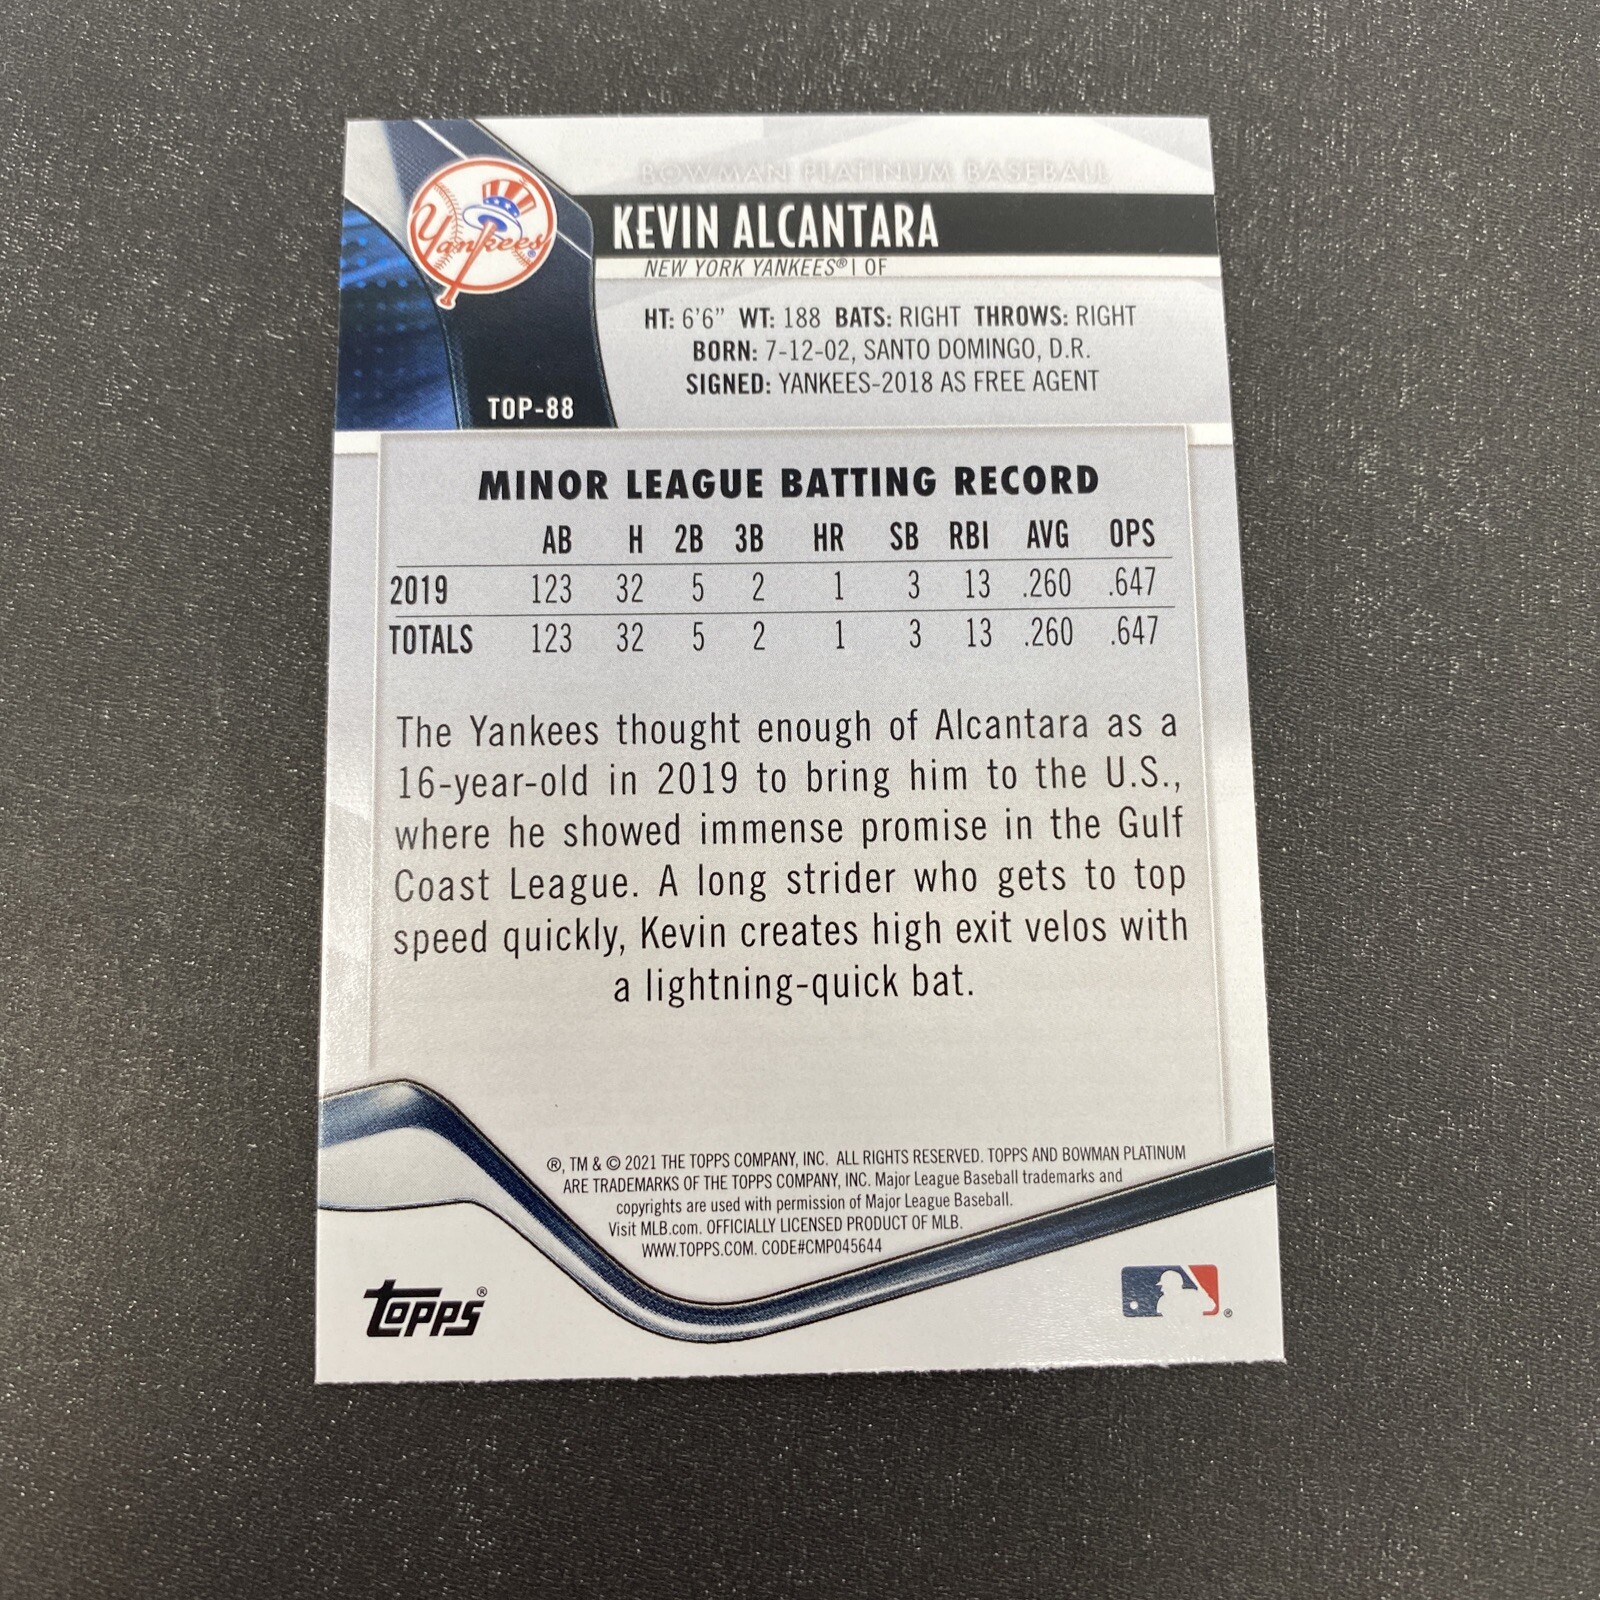 BOWMAN PLATINUM BASEBALL
Yankees®
KEVIN ALCANTARA
NEW YORK YANKEES® | OF
HT: 6'6" WT: 188 BATS: RIGHT THROWS: RIGHT
BORN: 7-12-02, SANTO DOMINGO, D.R.
SIGNED: YANKEES-2018 AS FREE AGENT
TOP-88
MINOR LEAGUE BATTING RECORD
AB H 2B 3B HR SB RBI AVG OPS
2019 123 32 5 2 1 3 13 .260 .647
TOTALS 123 32 5 2 1 3 13 .260 .647
The Yankees thought enough of Alcantara as a
16-year-old in 2019 to bring him to the U.S.,
where he showed immense promise in the Gulf
Coast League. A long strider who gets to top
speed quickly, Kevin creates high exit velos with
a lightning-quick bat.
®, TM & © 2021 THE TOPPS COMPANY, INC. ALL RIGHTS RESERVED. TOPPS AND BOWMAN PLATINUM
ARE TRADEMARKS OF THE TOPPS COMPANY, INC. Major League Baseball trademarks and
copyrights are used with permission of Major League Baseball.
Visit MLB.com. OFFICIALLY LICENSED PRODUCT OF MLB.
WWW.TOPPS.COM. CODE#CMP045644
TOPPS®
®